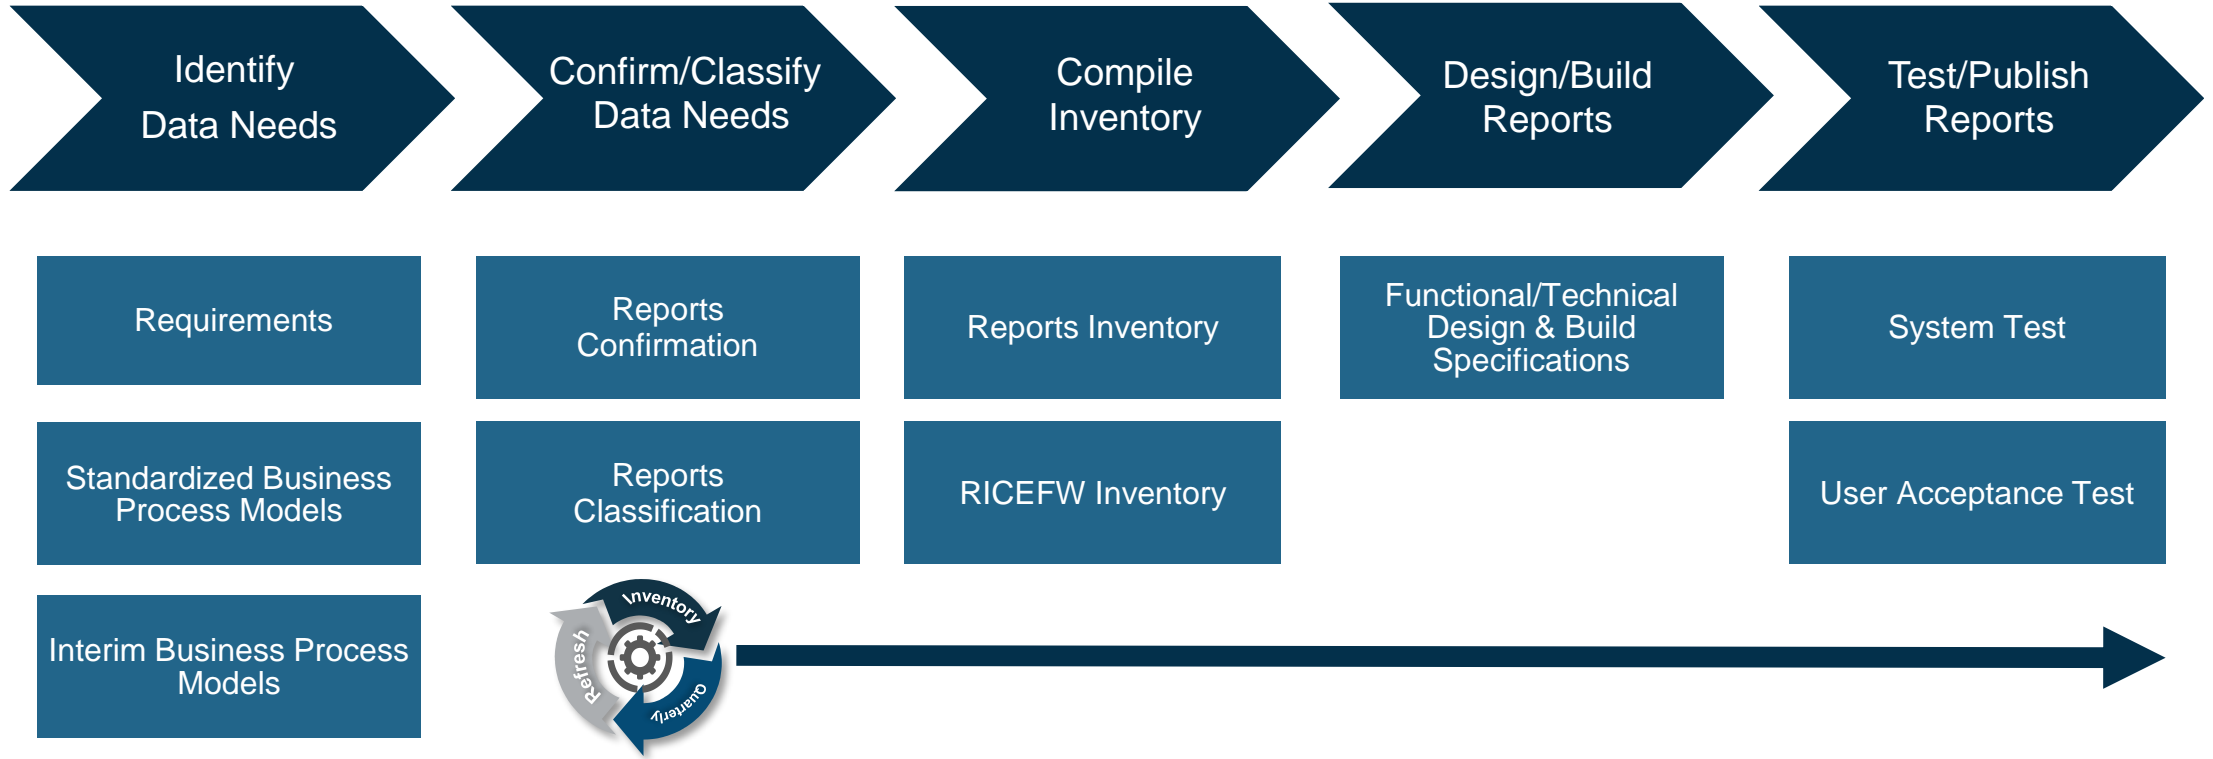 Identify
Data Needs
Confirm/Classify
Data Needs
Compile
Inventory
Design/Build
Reports
Test/Publish
Reports
Requirements
Standardized Business
Process Models
Interim Business Process
Models
Reports
Confirmation
Reports
Classification
Reports Inventory
RICEFW Inventory
Functional/Technical
Design & Build
Specifications
System Test
User Acceptance Test
Inventory
Quarterly
Refresh